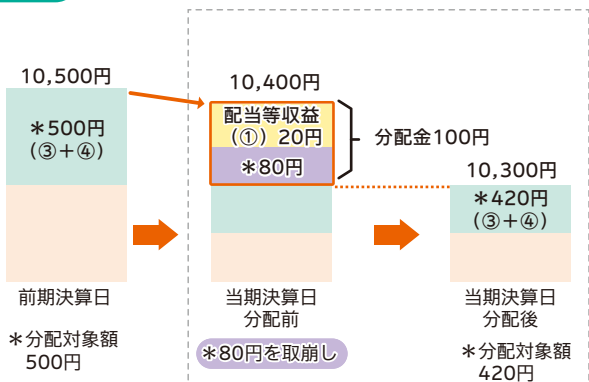 10,500円
*500円
(③+④)
前期決算日
*分配対象額
500円
10,400円
配当等収益
(①) 20円
*80円
分配金100円
当期決算日
分配前
*80円を取崩し
10,300円
*420円
(③+④)
当期決算日
分配後
*分配対象額
420円